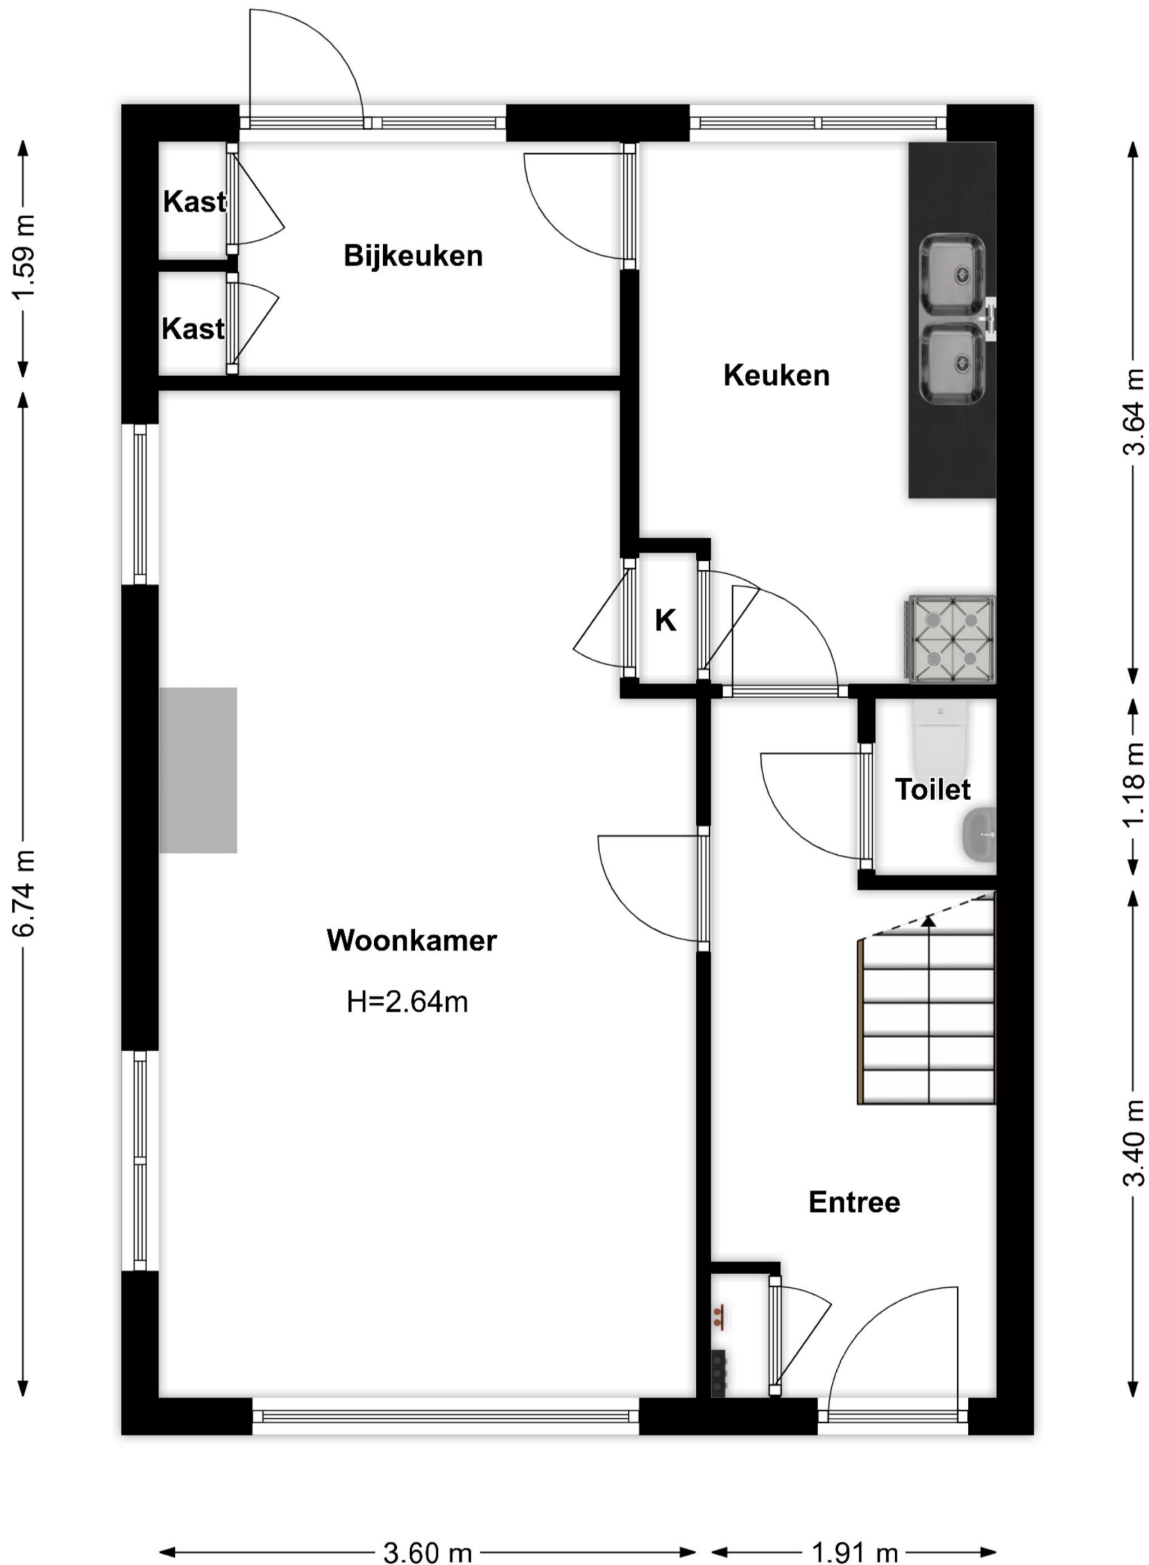 Kast
Bijkeuken
1.59 m
Kast
Keuken
3.64 m
K
Toilet
1.18 m
6.74 m
Woonkamer
H=2.64m
3.40 m
Entree
3.60 m
1.91 m